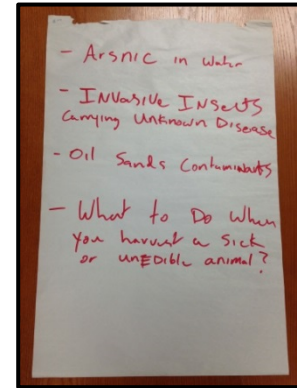 - Arsnic in Water
- INVasive INsects
Carrying Unknown Disease
- Oil Sands Contaminants
- What to Do When
you harvest a sick
or unEDible animal?